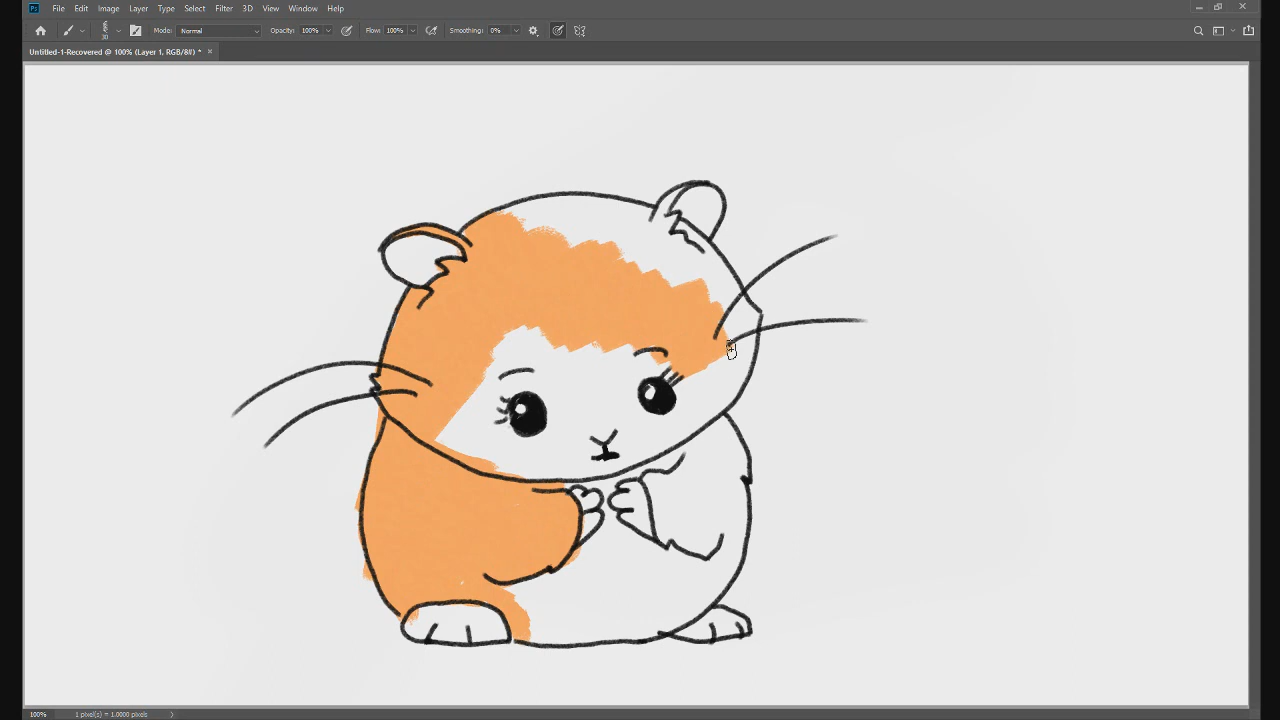 Ps File Edit Image Layer Type Select Filter 3D View Window Help
30 Mode: Normal Opacity: 100% Flow: 100% Smoothing: 0%
Untitled-1-Recovered @ 100% (Layer 1, RGB/8#) * ×
100% 1 pixel(s) = 1.0000 pixels